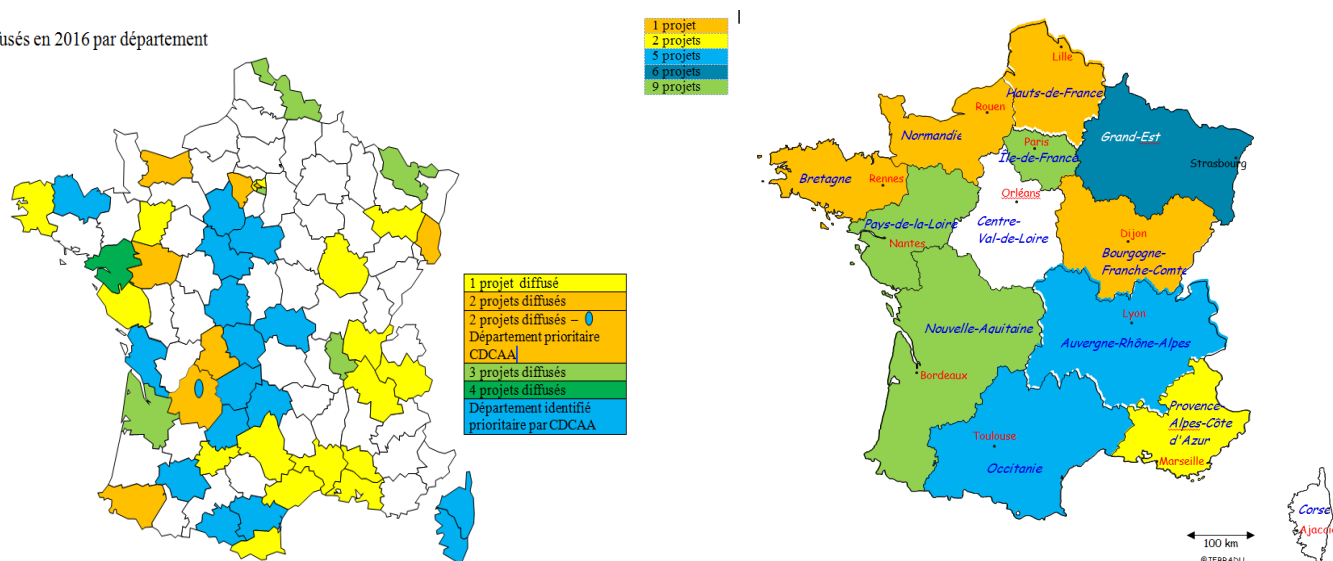 fusés en 2016 par département
1 projet diffusé
2 projets diffusés
2 projets diffusés –
Département prioritaire
CDCAA
3 projets diffusés
4 projets diffusés
Département identifié
prioritaire par CDCAA
1 projet
2 projets
5 projets
6 projets
9 projets
Lille
Hauts-de-France
Rouen
Normandie
Paris
Île-de-France
Grand-Est
Strasbourg
Bretagne
Rennes
Orléans
Pays-de-la-Loire
Nantes
Centre-
Val-de-Loire
Dijon
Bourgogne-
Franche-Comté
Nouvelle-Aquitaine
Lyon
Auvergne-Rhône-Alpes
Bordeaux
Provence-
Alpes-Côte
d'Azur
Toulouse
Occitanie
Marseille
Corse
Ajaccio
100 km